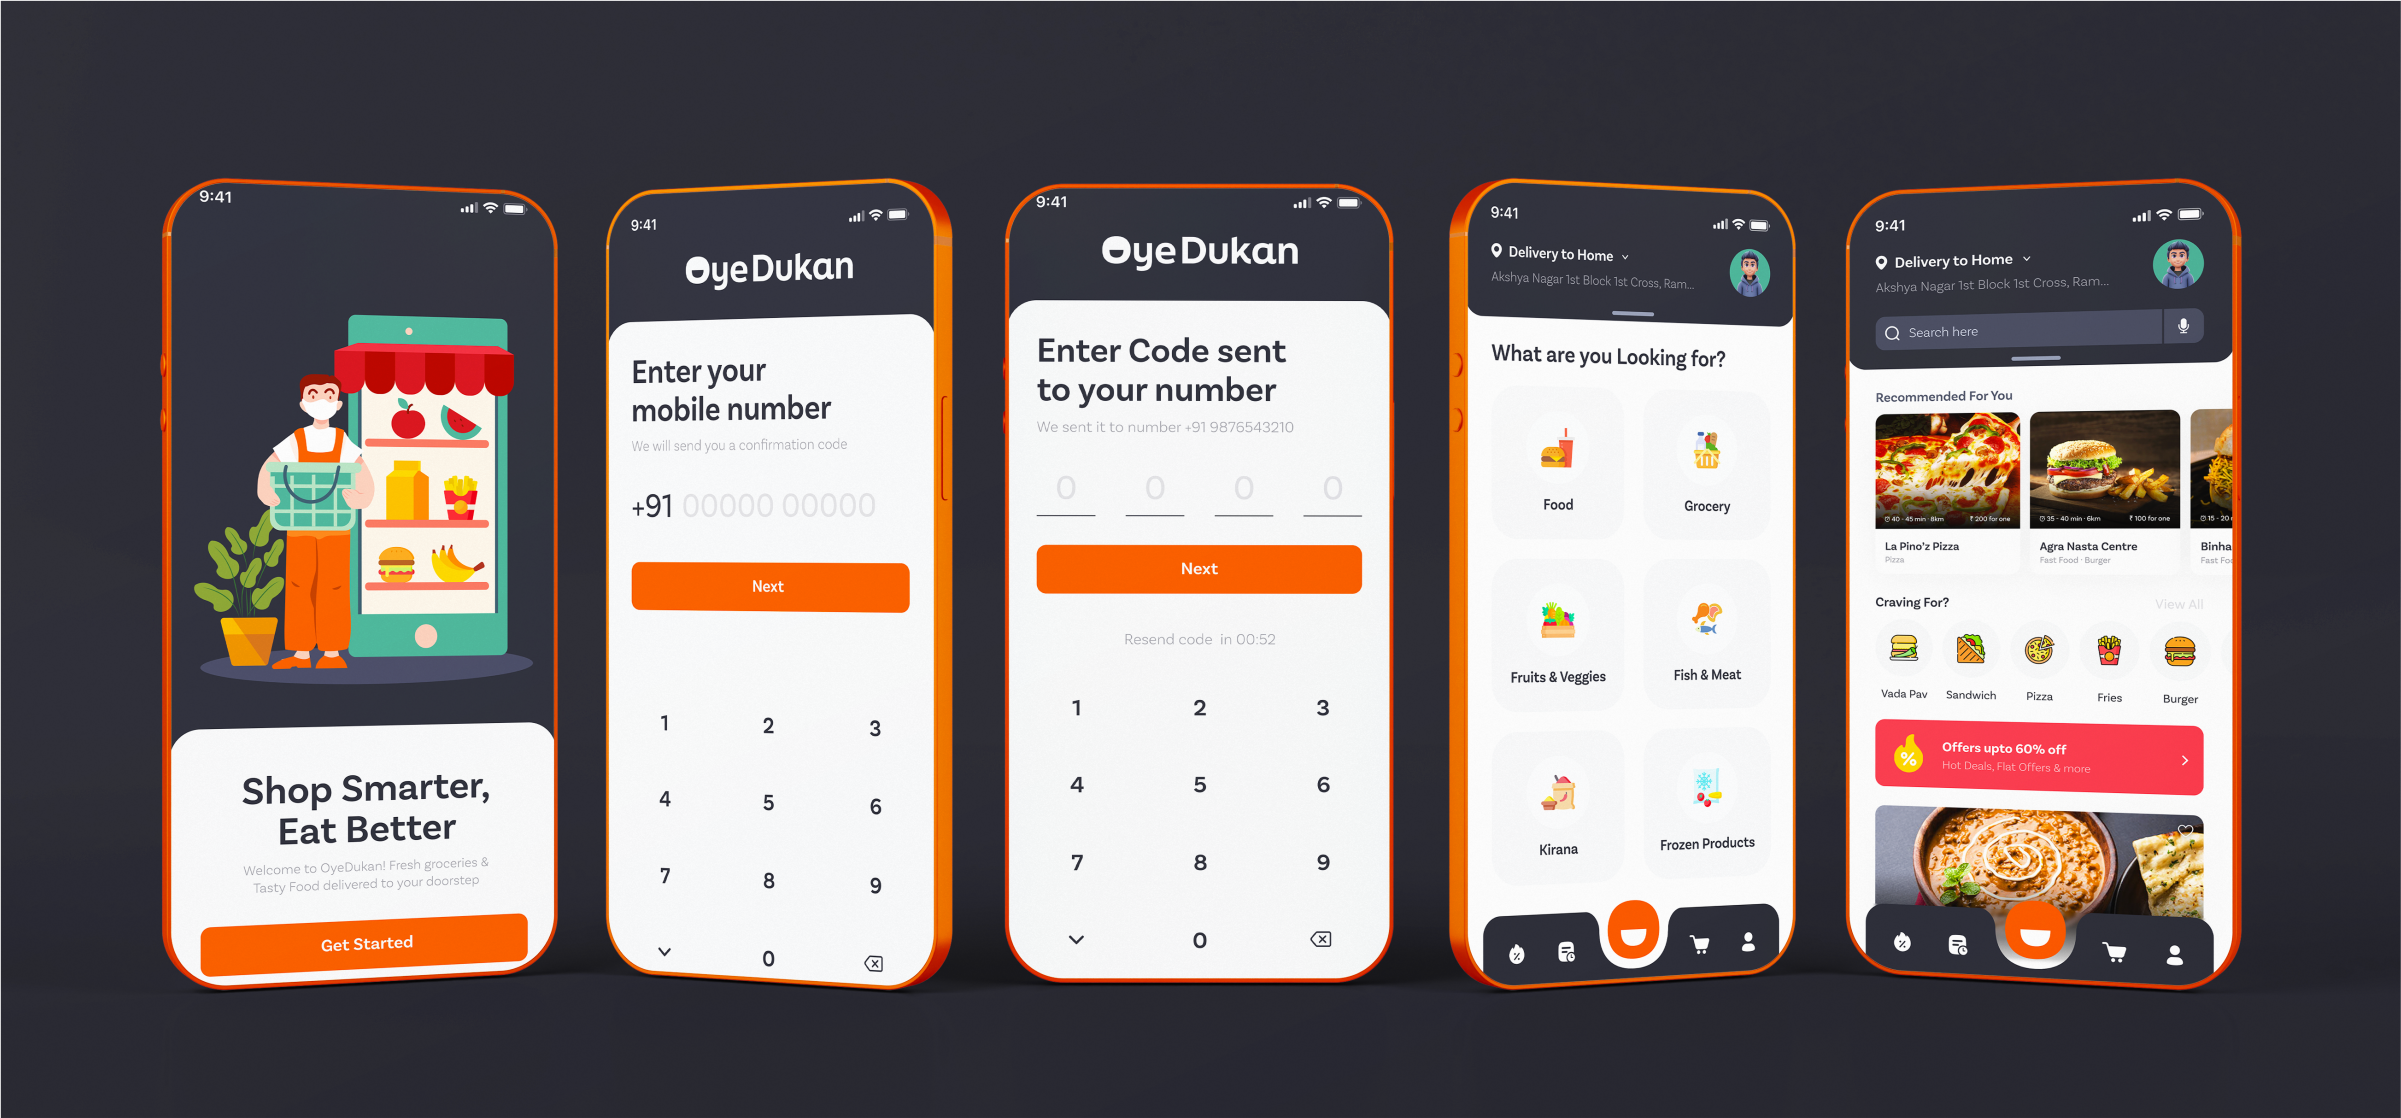 9:41
Shop Smarter,
Eat Better
Welcome to OyeDukan! Fresh groceries &
Tasty Food delivered to your doorstep
Get Started
9:41
OyeDukan
Enter your
mobile number
We will send you a confirmation code
+91 00000 00000
Next
1 2 3
4 5 6
7 8 9
0
9:41
OyeDukan
Enter Code sent
to your number
We sent it to number +91 9876543210
0 0 0 0
Next
Resend code in 00:52
1 2 3
4 5 6
7 8 9
0
9:41
Delivery to Home
Akshya Nagar 1st Block 1st Cross, Ram...
What are you Looking for?
Food Grocery
Fruits & Veggies Fish & Meat
Kirana Frozen Products
9:41
Delivery to Home
Akshya Nagar 1st Block 1st Cross, Ram...
Search here
Recommended For You
40 - 45 min · 8km ₹ 200 for one 35 - 40 min · 6km ₹ 100 for one 15 - 20
La Pino'z Pizza Agra Nasta Centre Binha
Pizza Fast Food · Burger Fast Foo
Craving For? View All
Vada Pav Sandwich Pizza Fries Burger
%
Offers upto 60% off
Hot Deals, Flat Offers & more